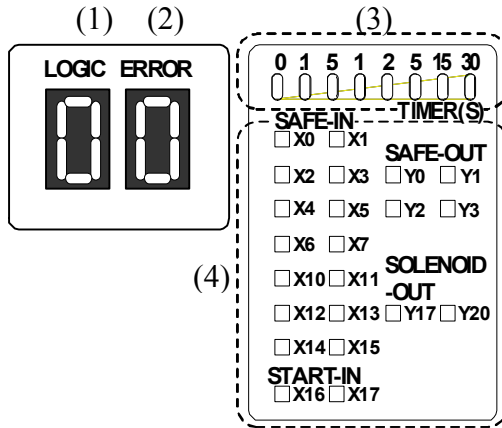 (1) (2) (3)
LOGIC ERROR
0 0
0 .1 .5 1 2 5 15 30
TIMER(S)
SAFE-IN
X0 X1
SAFE-OUT
X2 X3 Y0 Y1
X4 X5 Y2 Y3
X6 X7
(4)
SOLENOID
-OUT
X10 X11
X12 X13 Y17 Y20
X14 X15
START-IN
X16 X17